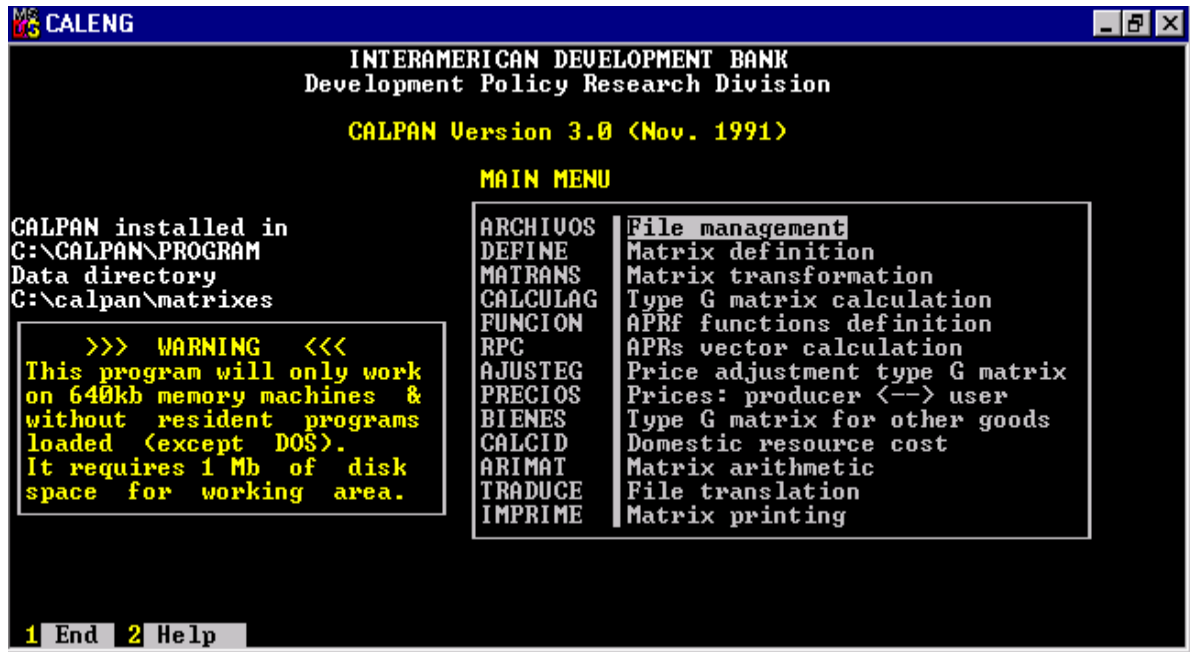 CALENG
INTERAMERICAN DEVELOPMENT BANK
Development Policy Research Division
CALPAN Version 3.0 (Nov. 1991)
MAIN MENU
CALPAN installed in
C:\CALPAN\PROGRAM
Data directory
C:\calpan\matrixes
>>> WARNING <<<
This program will only work
on 640kb memory machines &
without resident programs
loaded (except DOS).
It requires 1 Mb of disk
space for working area.
ARCHIVOS File management
DEFINE Matrix definition
MATRANS Matrix transformation
CALCULAG Type G matrix calculation
FUNCION APRf functions definition
RPC APRs vector calculation
AJUSTEG Price adjustment type G matrix
PRECIOS Prices: producer <--> user
BIENES Type G matrix for other goods
CALCID Domestic resource cost
ARIMAT Matrix arithmetic
TRADUCE File translation
IMPRIME Matrix printing
1 End 2 Help